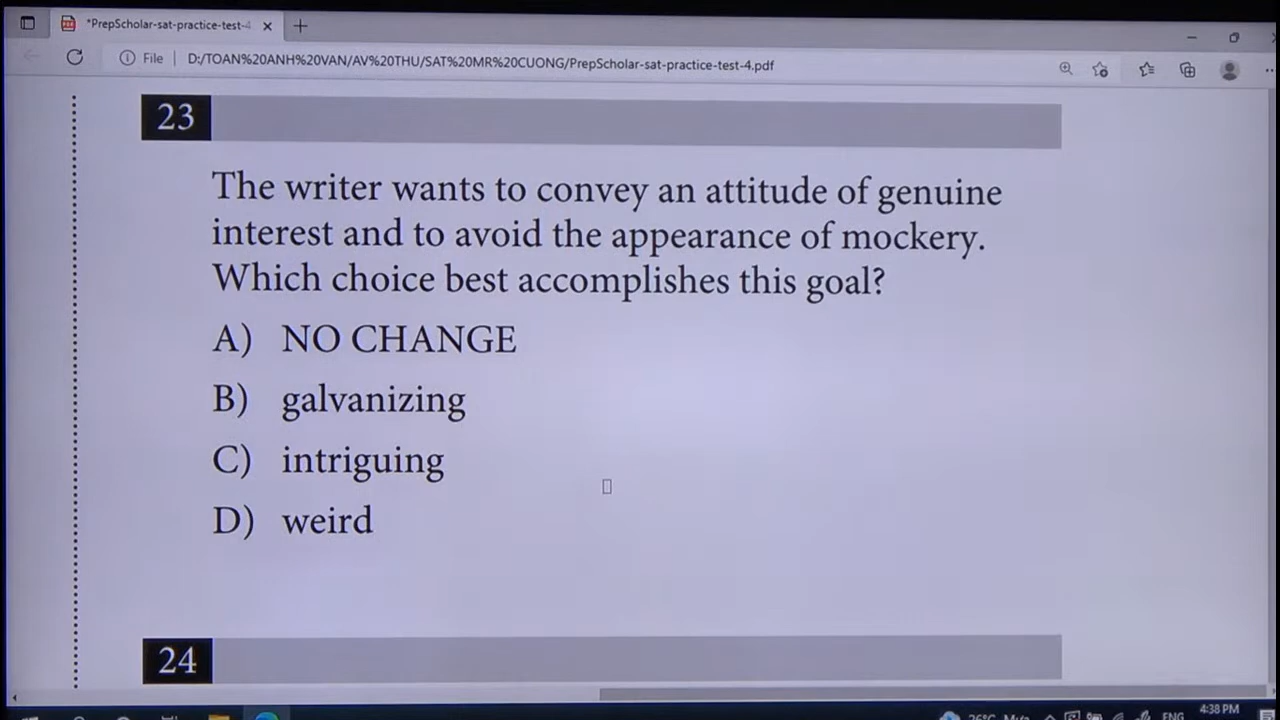 *PrepScholar-sat-practice-test-4
File
D:/TOAN%20ANH%20VAN/AV%20THU/SAT%20MR%20CUONG/PrepScholar-sat-practice-test-4.pdf
23
The writer wants to convey an attitude of genuine
interest and to avoid the appearance of mockery.
Which choice best accomplishes this goal?
A) NO CHANGE
B) galvanizing
C) intriguing
D) weird
24
4:38 PM
26°C
ENG